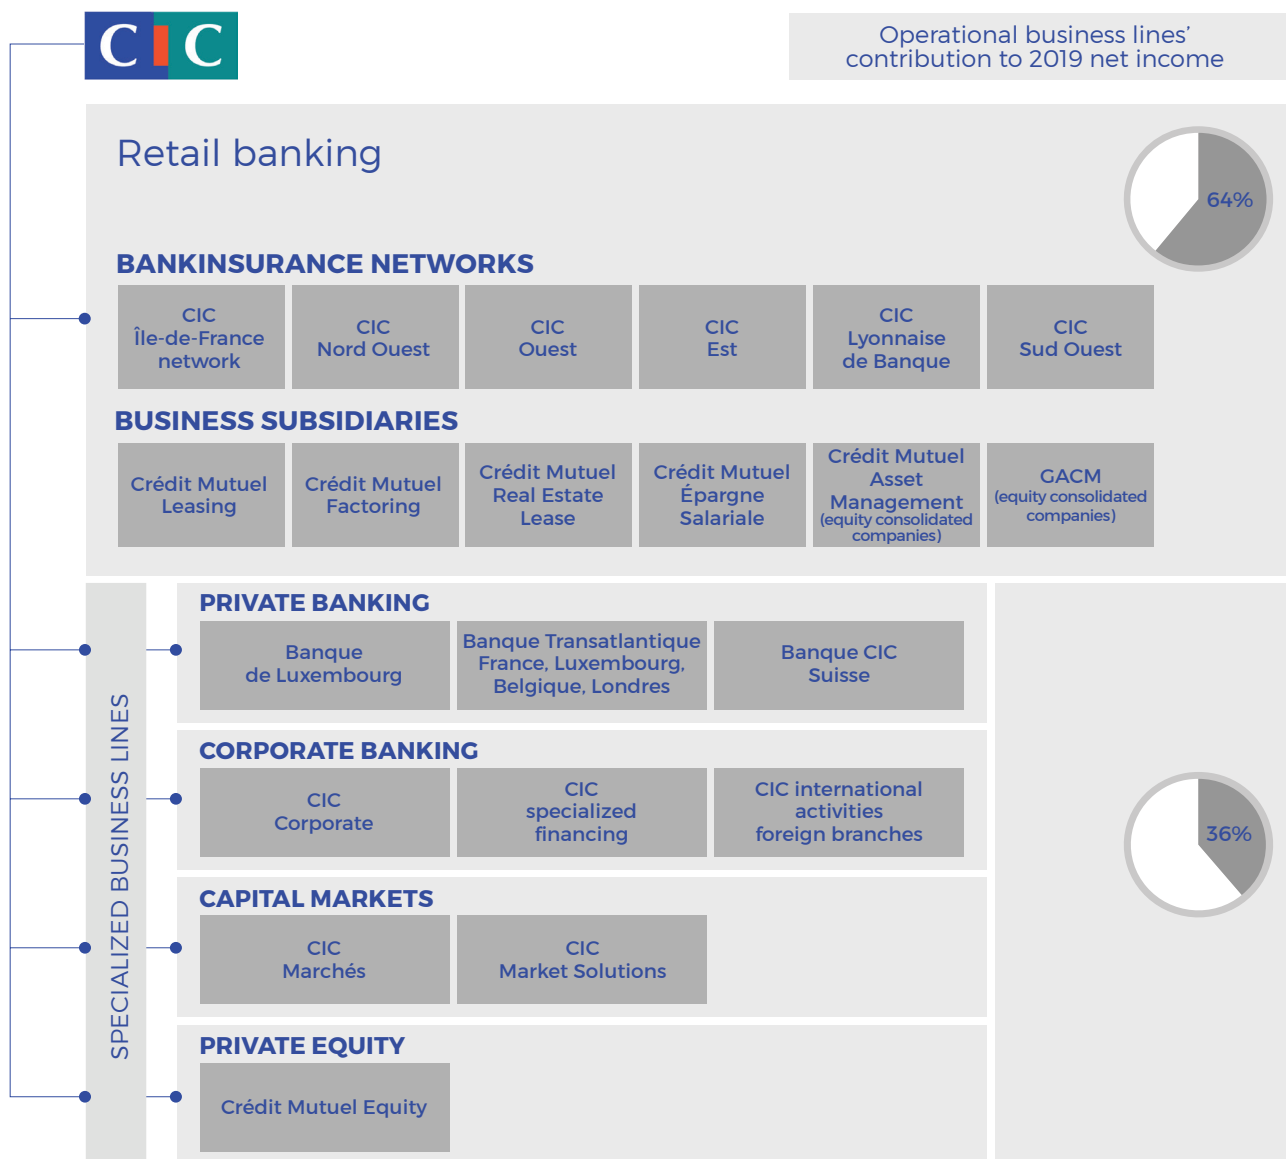 CIC
Operational business lines'
contribution to 2019 net income
Retail banking
64%
BANKINSURANCE NETWORKS
CIC
Île-de-France
network
CIC
Nord Ouest
CIC
Ouest
CIC
Est
CIC
Lyonnaise
de Banque
CIC
Sud Ouest
BUSINESS SUBSIDIARIES
Crédit Mutuel
Leasing
Crédit Mutuel
Factoring
Crédit Mutuel
Real Estate
Lease
Crédit Mutuel
Épargne
Salariale
Crédit Mutuel
Asset
Management
(equity consolidated
companies)
GACM
(equity consolidated
companies)
SPECIALIZED BUSINESS LINES
PRIVATE BANKING
Banque
de Luxembourg
Banque Transatlantique
France, Luxembourg,
Belgique, Londres
Banque CIC
Suisse
CORPORATE BANKING
CIC
Corporate
CIC
specialized
financing
CIC international
activities
foreign branches
36%
CAPITAL MARKETS
CIC
Marchés
CIC
Market Solutions
PRIVATE EQUITY
Crédit Mutuel Equity